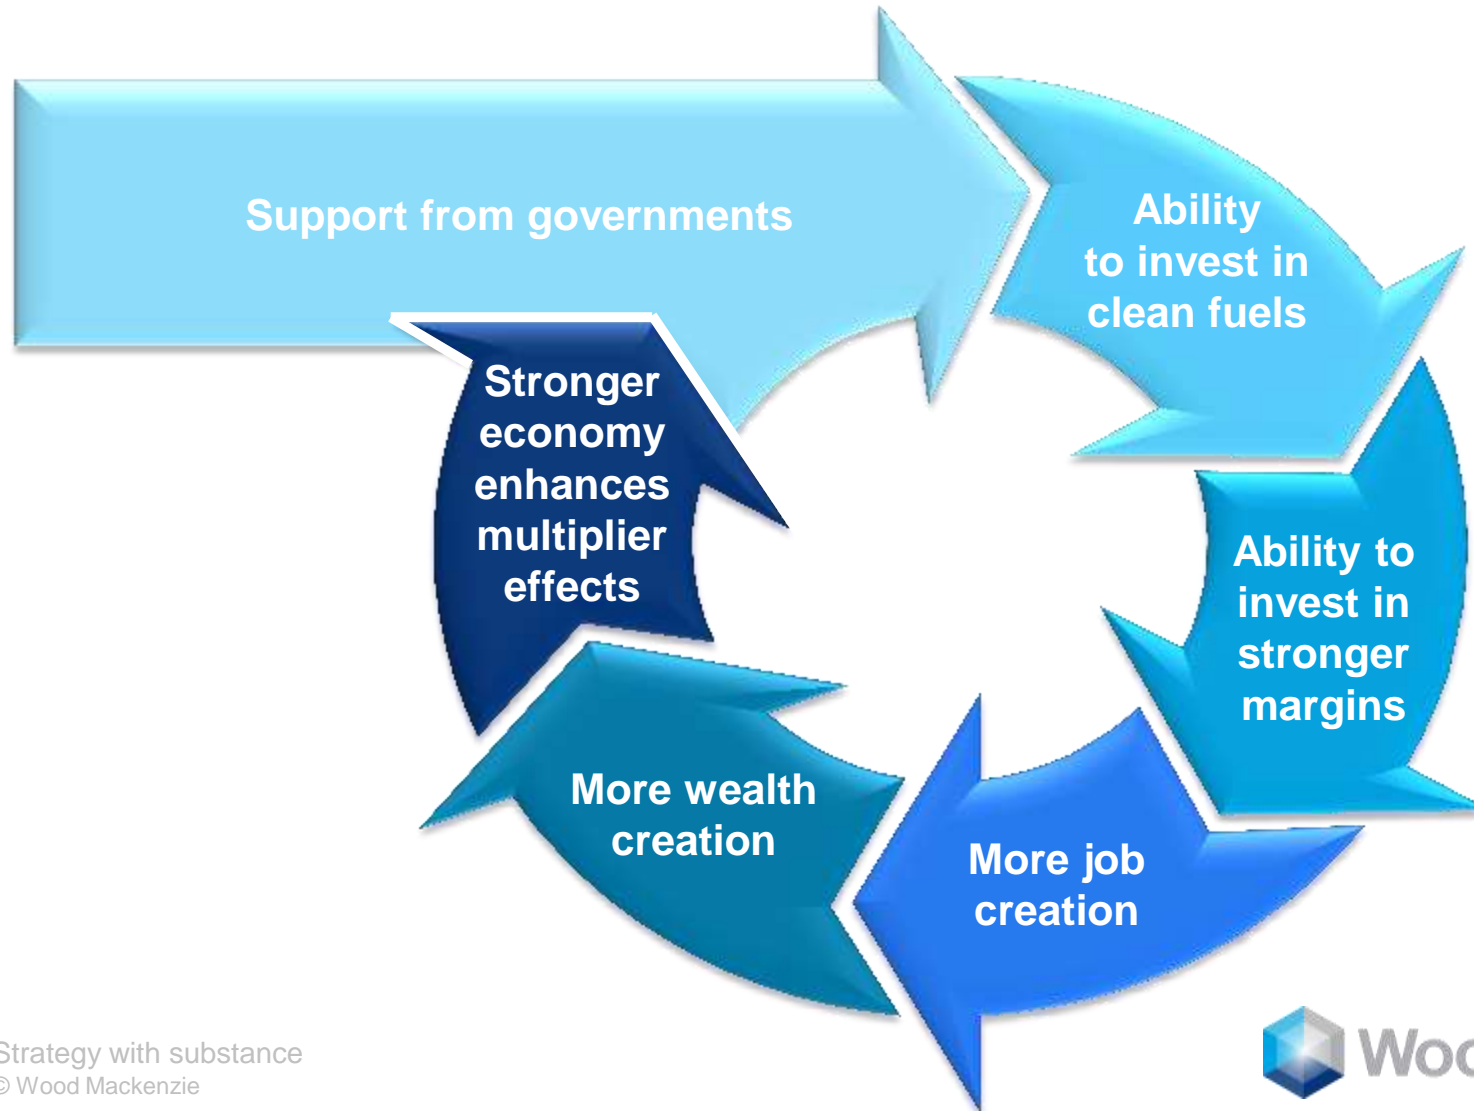 Support from governments
Ability
to invest in
clean fuels
Stronger
economy
enhances
multiplier
effects
Ability to
invest in
stronger
margins
More wealth
creation
More job
creation
Strategy with substance
© Wood Mackenzie